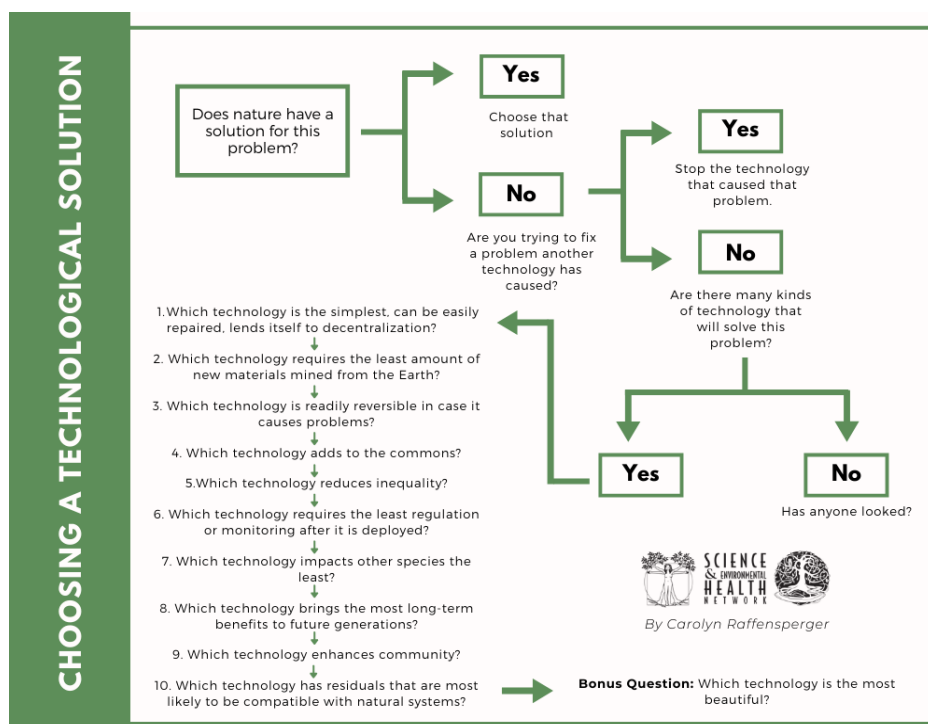 CHOOSING A TECHNOLOGICAL SOLUTION
Does nature have a
solution for this
problem?
Yes
Choose that
solution
No
Are you trying to fix
a problem another
technology has
caused?
Yes
Stop the technology
that caused that
problem.
No
Are there many kinds
of technology that
will solve this
problem?
Yes
No
Has anyone looked?
1.Which technology is the simplest, can be easily
repaired, lends itself to decentralization?
2. Which technology requires the least amount of
new materials mined from the Earth?
3. Which technology is readily reversible in case it
causes problems?
4. Which technology adds to the commons?
5.Which technology reduces inequality?
6. Which technology requires the least regulation
or monitoring after it is deployed?
7. Which technology impacts other species the
least?
8. Which technology brings the most long-term
benefits to future generations?
9. Which technology enhances community?
10. Which technology has residuals that are most
likely to be compatible with natural systems?
Bonus Question: Which technology is the most
beautiful?
SCIENCE
& ENVIRONMENTAL
HEALTH
NETWORK
By Carolyn Raffensperger